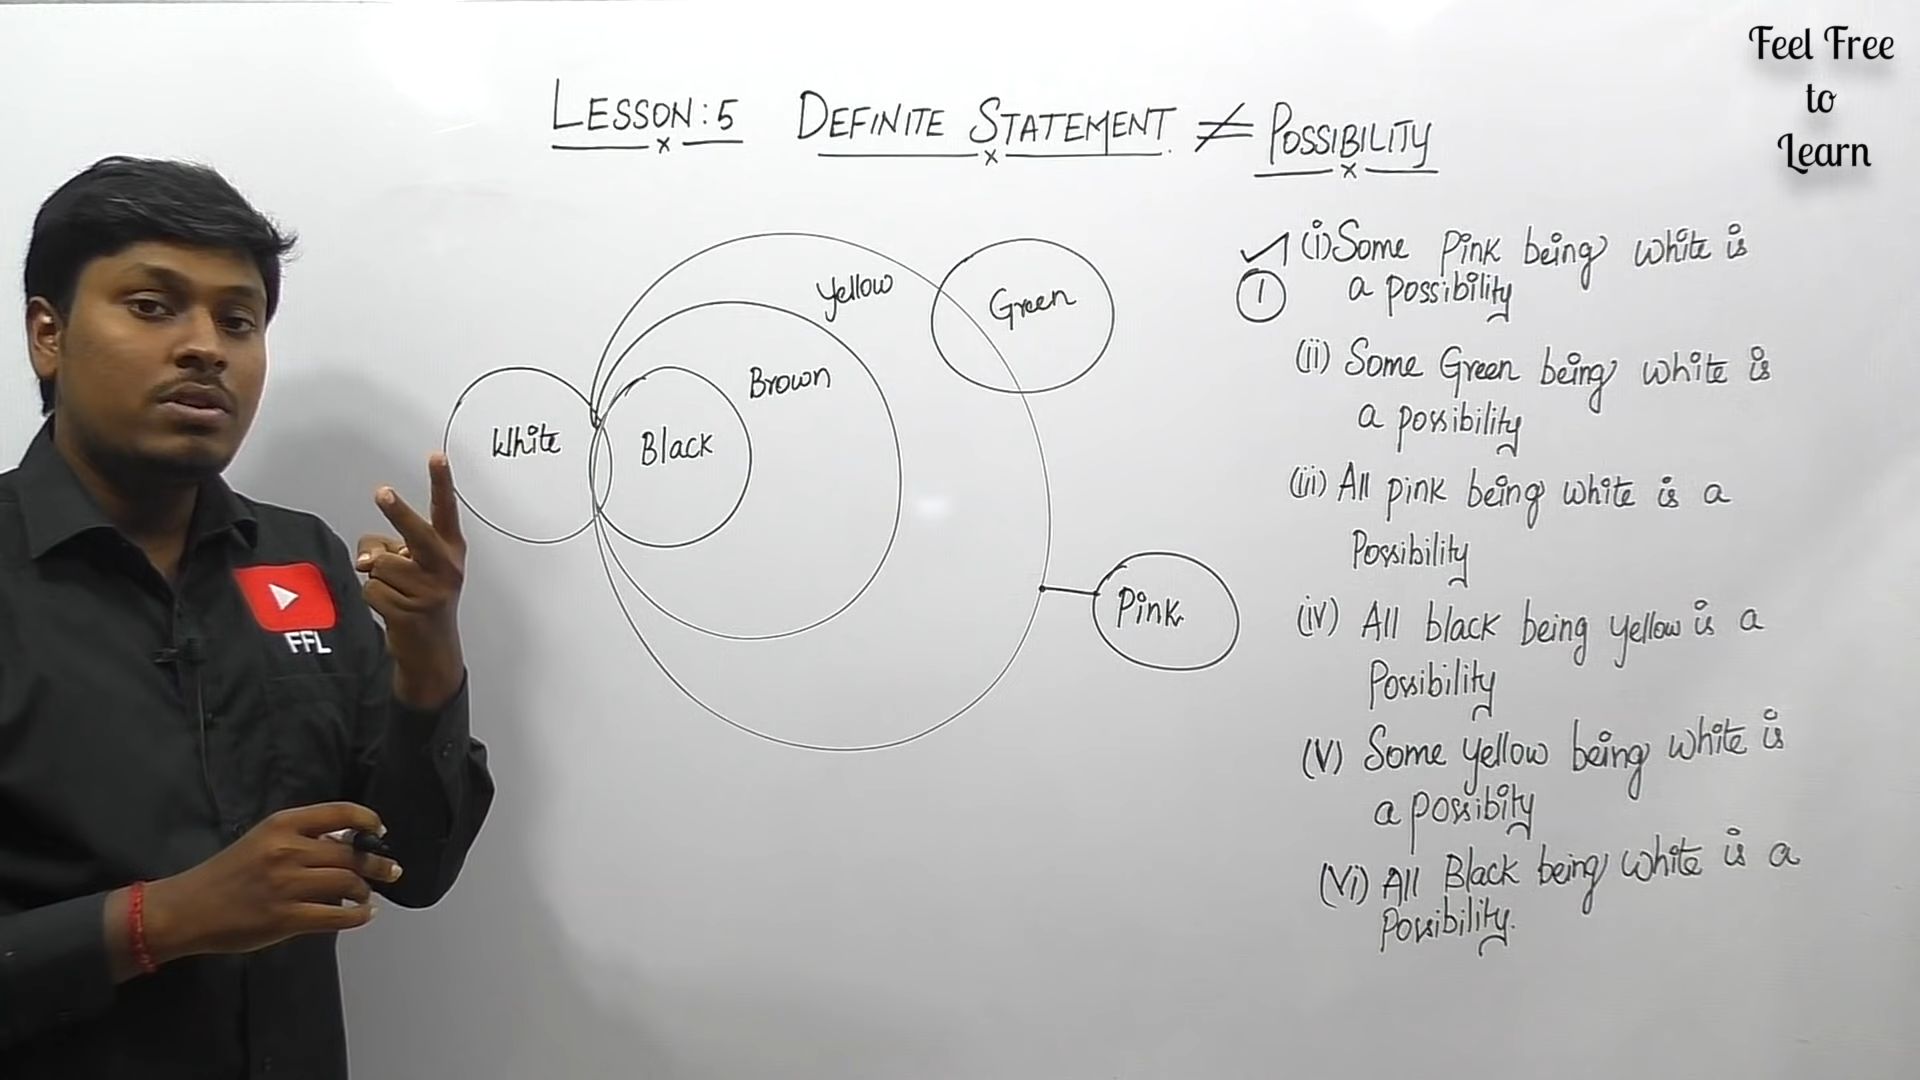 Feel Free
to
Learn
LESSON:5 DEFINITE STATEMENT ≠ POSSIBILITY
White
Black
Brown
Yellow
Green
Pink
(i) Some Pink being white is
1 a possibility
(ii) Some Green being white is
a possibility
(iii) All pink being white is a
Possibility
(iv) All black being yellow is a
Possibility
(V) Some yellow being white is
a possibity
(Vi) All Black being white is a
Possibility.
FFL